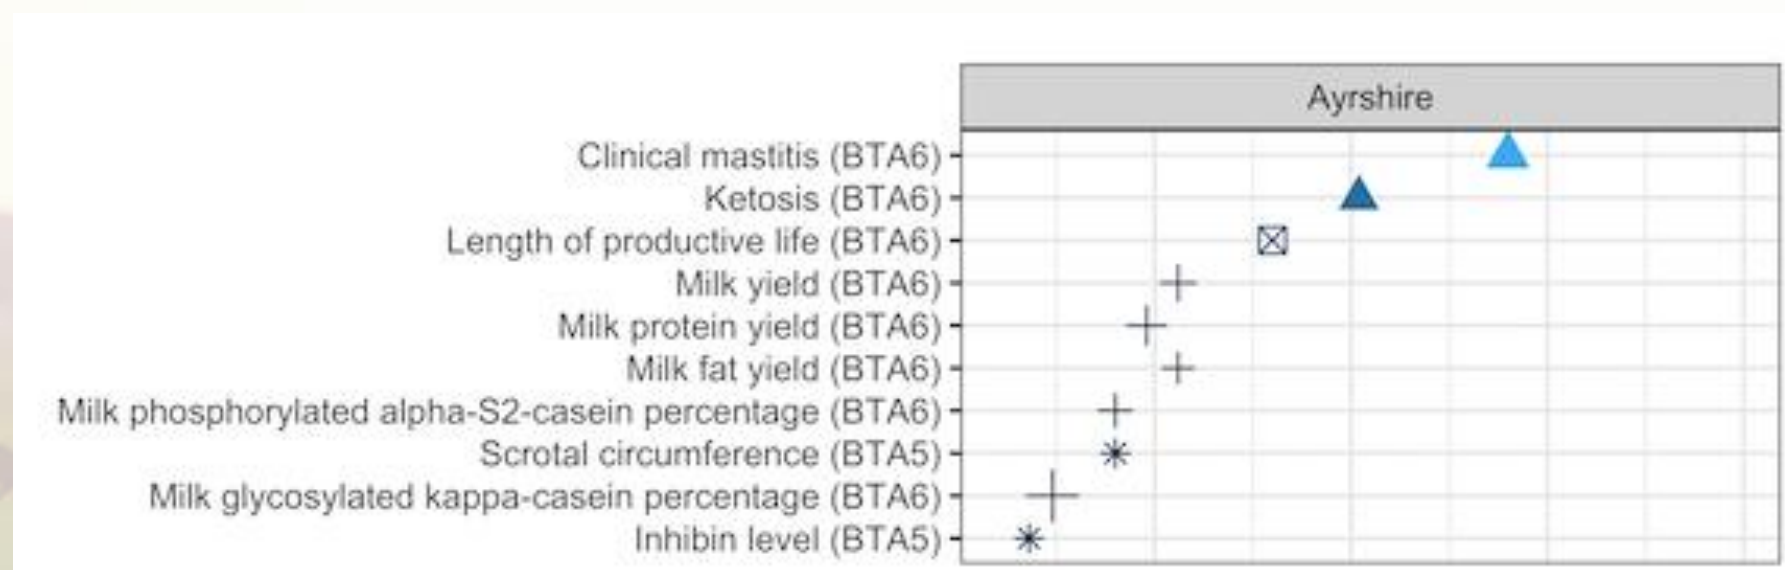 Ayrshire
Clinical mastitis (BTA6)
Ketosis (BTA6)
Length of productive life (BTA6)
Milk yield (BTA6)
Milk protein yield (BTA6)
Milk fat yield (BTA6)
Milk phosphorylated alpha-S2-casein percentage (BTA6)
Scrotal circumference (BTA5)
Milk glycosylated kappa-casein percentage (BTA6)
Inhibin level (BTA5)